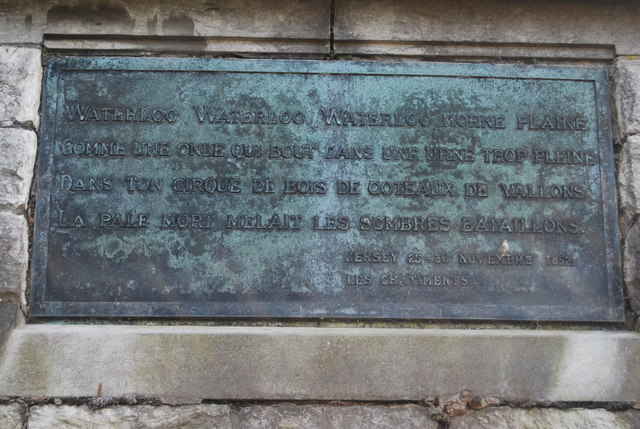 WATERLOO WATERLOO WATERLOO MORNE PLAINE
COMME UNE ONDE QUI BOUT DANS UNE URNE TROP PLEINE
DANS TON CIRQUE DE BOIS DE COTEAUX DE VALLONS
LA PALE MORT MELAIT LES SOMBRES BATAILLONS.
JERSEY 25-30 NOVEMBRE 1852
LES CHATIMENTS